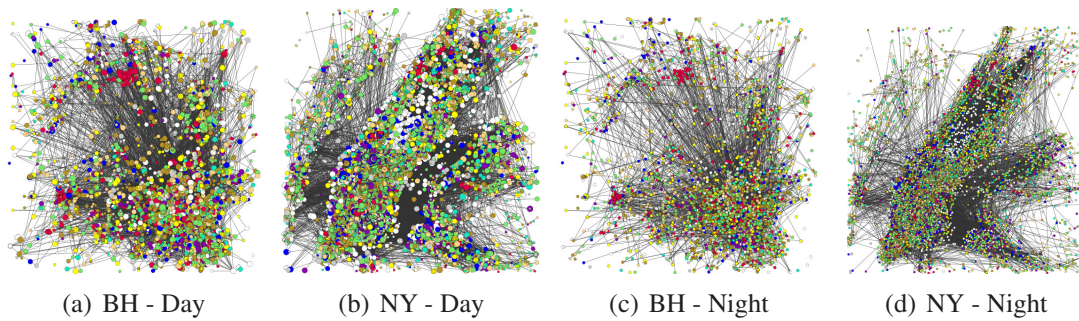 (a) BH - Day
(b) NY - Day
(c) BH - Night
(d) NY - Night